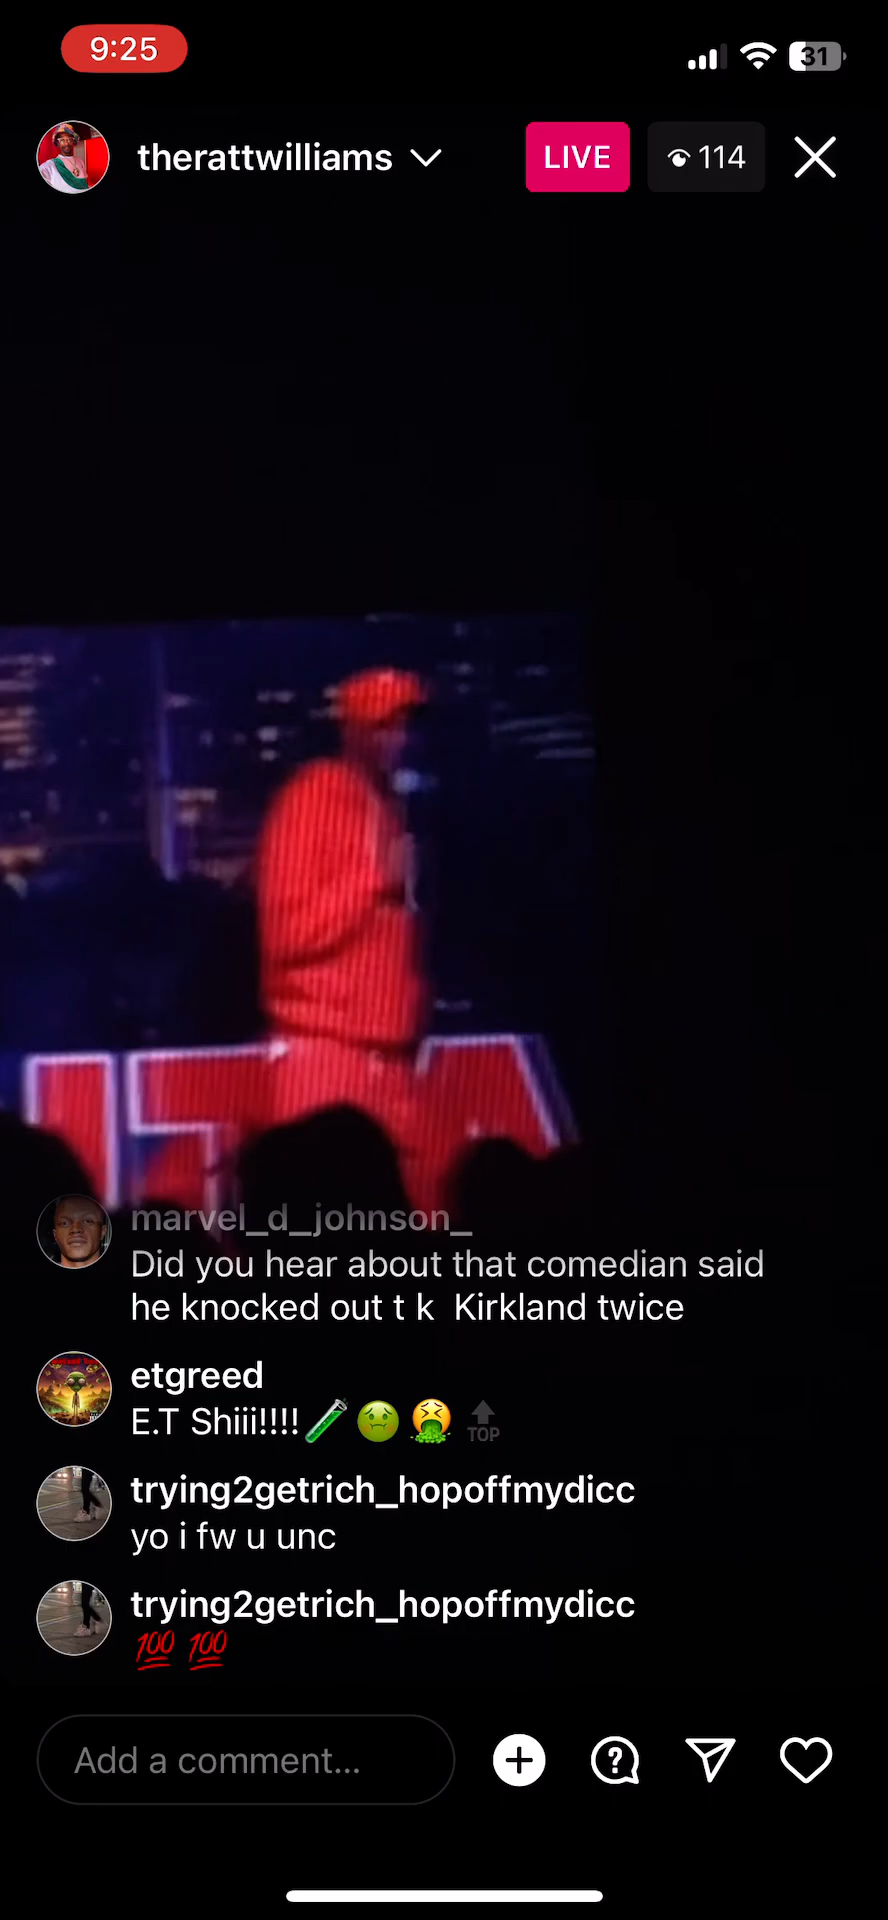 9:25
31
therattwilliams
LIVE
114
marvel_d_johnson_
Did you hear about that comedian said
he knocked out t k Kirkland twice
etgreed
E.T Shiii!!!!🧪🤢🤮
TOP
trying2getrich_hopoffmydicc
yo i fw u unc
trying2getrich_hopoffmydicc
💯 💯
Add a comment...